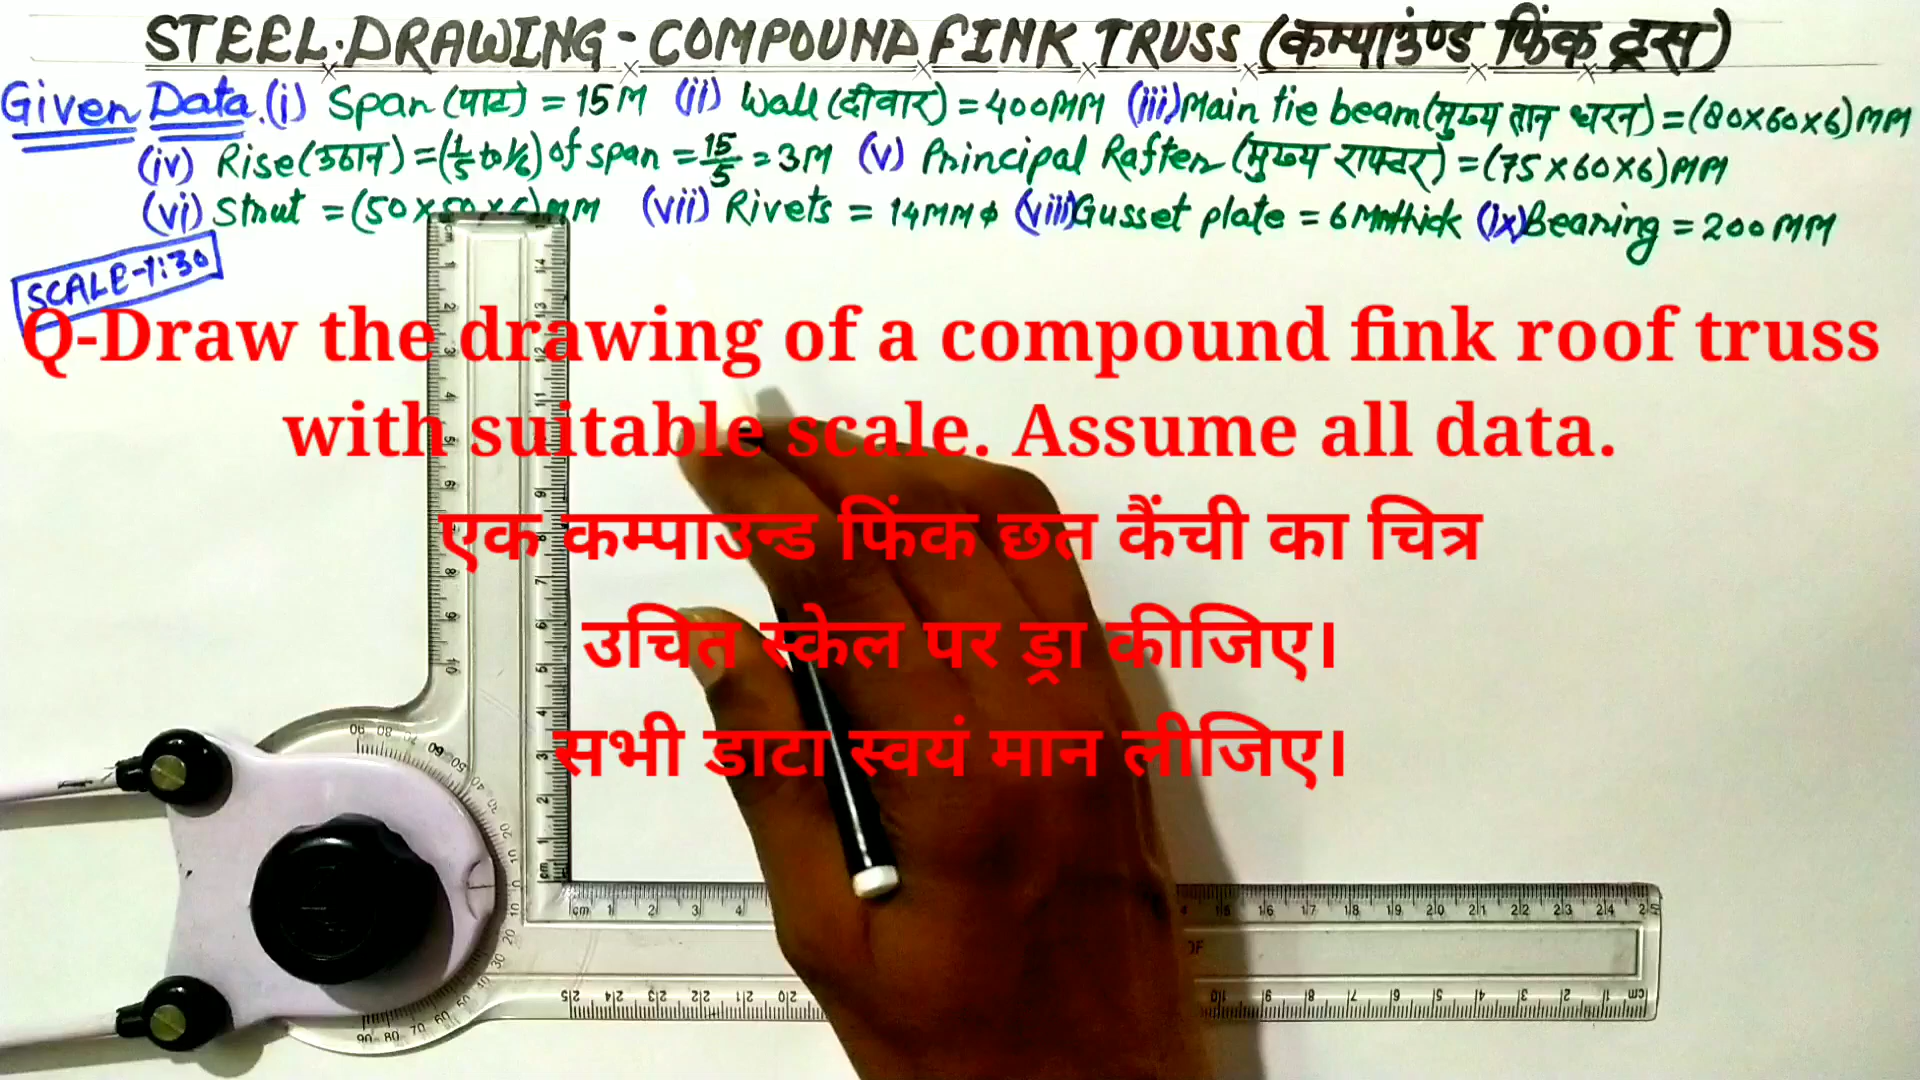 STEEL DRAWING - COMPOUND FINK TRUSS (कम्पाउंण्ड फिंक ट्रस)
Given Data. (i) Span (पाट) = 15M (ii) Wall (दीवार) = 400MM (iii) Main tie beam (मुख्य तान धरन) = (80x60x6) MM
(iv) Rise (उठान) = (1/5 to 1/6) of span = 15/5 = 3M (v) Principal Rafter (मुख्य राफ्टर) = (75x60x6) MM
(vi) Strut = (50x50x6) MM (vii) Rivets = 14MM φ (viii) Gusset plate = 6MM thick (ix) Bearing = 200MM
SCALE-1:30
Q-Draw the drawing of a compound fink roof truss
with suitable scale. Assume all data.
एक कम्पाउन्ड फिंक छत कैंची का चित्र
उचित स्केल पर ड्रा कीजिए।
सभी डाटा स्वयं मान लीजिए।